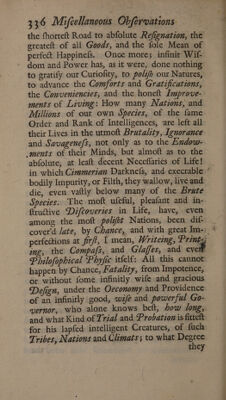 336 Miſcellaneous Obſervations
the ſhorteſt Road to abſolute Reſignation, the
greateſt of all Goods, and the ſole Mean of
perfect Happineſs. Once more; infinit Wiſ-
dom and Power has, as it were, done nothing
to gratify our Curioſity, to poliſh our Natures,
to advance the Comforts and Gratifications,
the Conveniencies, and the honeſt Improve-
ments of Living: How many Nations, and
Millions of our own Species, of the ſame
Order and Rank of Intelligences, are left all
their Lives in the utmoſt Brutality, Ignorance
and Savageneſs, not only as to the Endow-
ments of their Minds, but almoſt as to the
abſolute, at leaſt decent Neceſſaries of Life!
in which Cimmerian Darkneſs, and execrable
bodily Impurity, or Filth, they wallow, live and
die, even vaſtly below many of the Brute
Species. The moſt uſeful, pleaſant and in-
ſtructive Diſcoveries in Life, have, even
among the moſt poliſht Nations, been diſ-
cover'd late, by Chance, and with great Im-
perfections at firſt, I mean, Writeing, Print-
ing, the Compaſs, and Glaſſes, and even
Philoſophical Phyſic itſelf: All this cannot
happen by Chance, Fatality, from Impotence,
or without ſome infinitly wiſe and gracious
Deſign, under the Oeconomy and Providence
of an infinitly good, wiſe and powerful Go-
vernor, who alone knows beſt, how long,
and what Kind of Trial and Probation is fitteſt
for his lapſed intelligent Creatures, of ſuch
Tribes, Nations and Climats; to what Degree
they